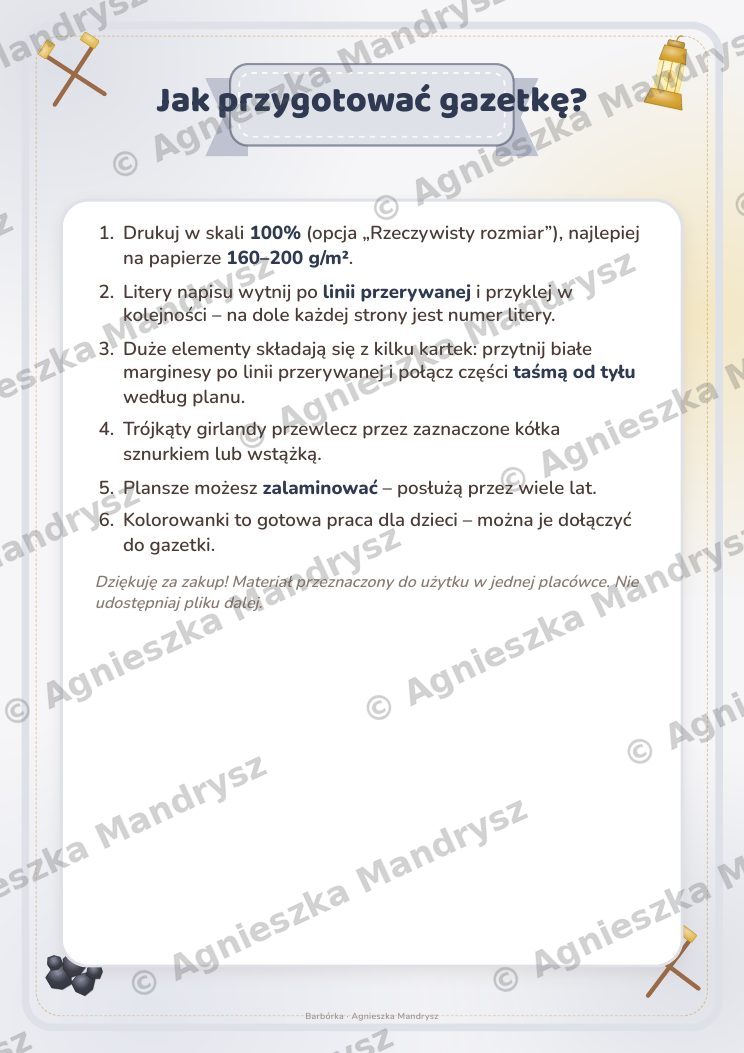 Jak przygotować gazetkę?
1. Drukuj w skali 100% (opcja „Rzeczywisty rozmiar”), najlepiej
na papierze 160–200 g/m².
2. Litery napisu wytnij po linii przerywanej i przyklej w
kolejności – na dole każdej strony jest numer litery.
3. Duże elementy składają się z kilku kartek: przytnij białe
marginesy po linii przerywanej i połącz części taśmą od tyłu
według planu.
4. Trójkąty girlandy przewlecz przez zaznaczone kółka
sznurkiem lub wstążką.
5. Plansze możesz zalaminować – posłużą przez wiele lat.
6. Kolorowanki to gotowa praca dla dzieci – można je dołączyć
do gazetki.
Dziękuję za zakup! Materiał przeznaczony do użytku w jednej placówce. Nie
udostępniaj pliku dalej.
Barbórka · Agnieszka Mandrysz
© Agnieszka Mandrysz